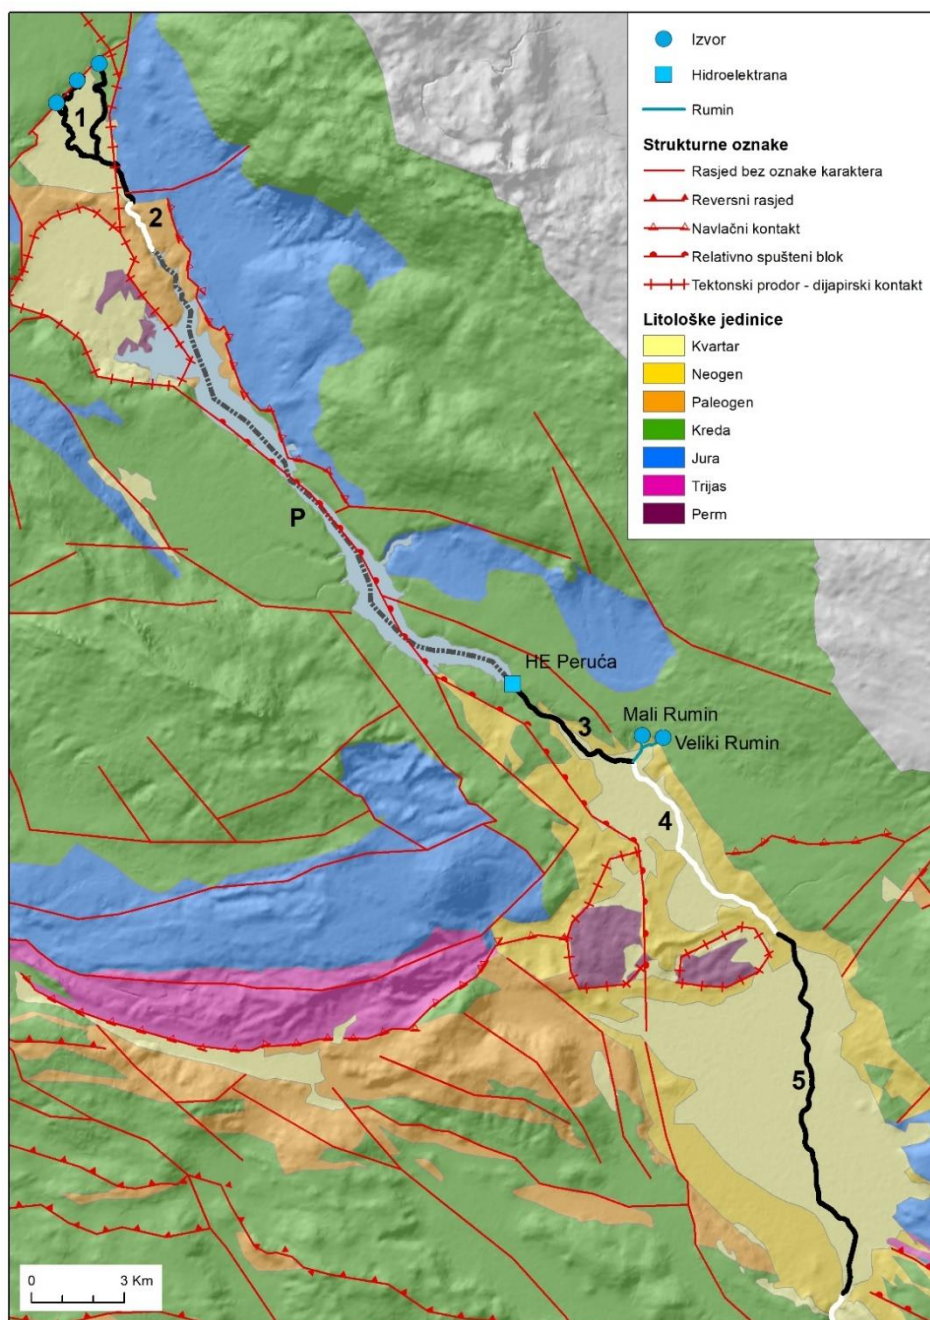 Izvor
Hidroelektrana
Rumin
Strukturne oznake
Rasjed bez oznake karaktera
Reversni rasjed
Navlačni kontakt
Relativno spušteni blok
Tektonski prodor - dijapirski kontakt
Litološke jedinice
Kvartar
Neogen
Paleogen
Kreda
Jura
Trijas
Perm
1
2
P
HE Peruća
3
Mali Rumin
Veliki Rumin
4
5
0 3 Km